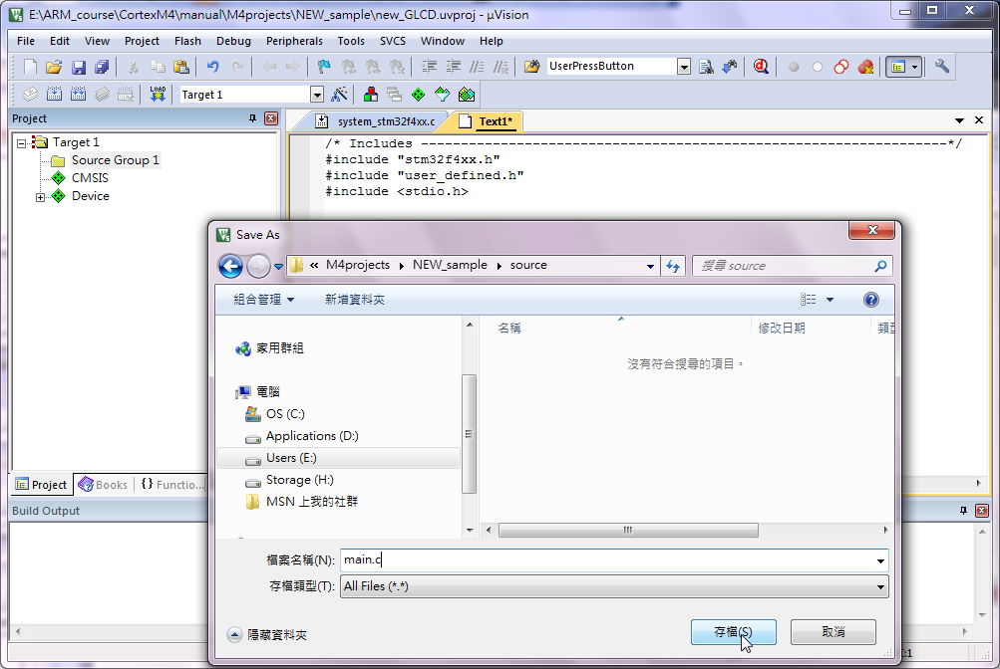 E:\ARM_course\CortexM4\manual\M4projects\NEW_sample\new_GLCD.uvproj - µVision
File Edit View Project Flash Debug Peripherals Tools SVCS Window Help
UserPressButton
LOAD Target 1
Project
system_stm32f4xx.c Text1*
Target 1
Source Group 1
CMSIS
Device
/* Includes ------------------------------------------------------------------*/
#include "stm32f4xx.h"
#include "user_defined.h"
#include <stdio.h>
Save As
« M4projects NEW_sample source
搜尋 source
組合管理 新增資料夾
名稱 修改日期 類型
家用群組
沒有符合搜尋的項目。
電腦
OS (C:)
Applications (D:)
Users (E:)
Storage (H:)
MSN 上我的社群
Project Books {} Functio...
Build Output
檔案名稱(N): main.c
存檔類型(T): All Files (*.*)
隱藏資料夾
存檔(S) 取消